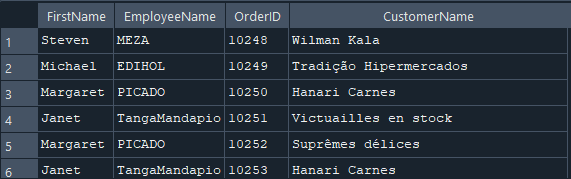 FirstName EmployeeName OrderID CustomerName
1 Steven MEZA 10248 Wilman Kala
2 Michael EDIHOL 10249 Tradição Hipermercados
3 Margaret PICADO 10250 Hanari Carnes
4 Janet TangaMandapio 10251 Victuailles en stock
5 Margaret PICADO 10252 Suprêmes délices
6 Janet TangaMandapio 10253 Hanari Carnes